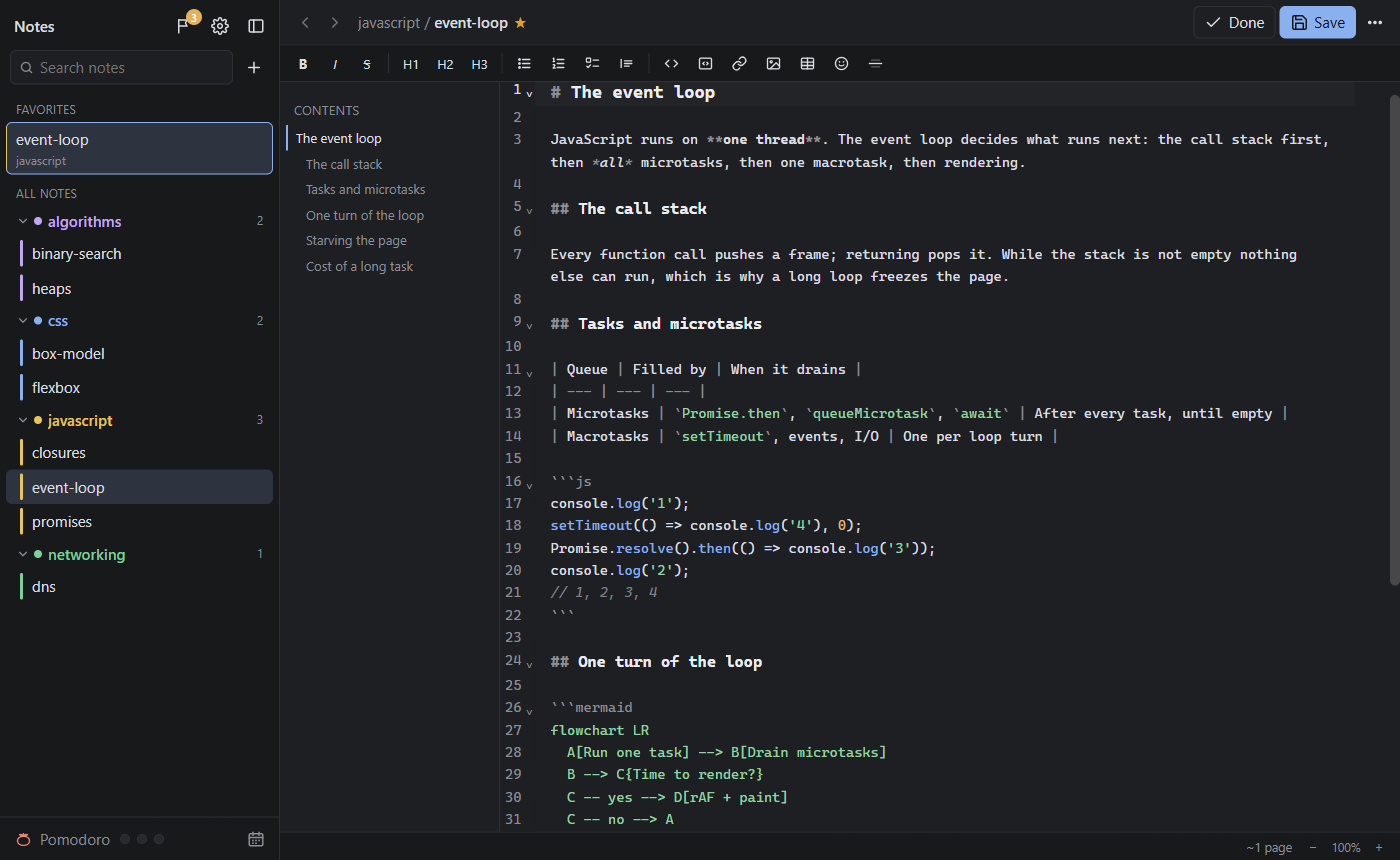 Notes
3
Search notes
FAVORITES
event-loop
javascript
ALL NOTES
algorithms 2
binary-search
heaps
css 2
box-model
flexbox
javascript 3
closures
event-loop
promises
networking 1
dns
Pomodoro
javascript / event-loop
Done
Save
B I S H1 H2 H3
CONTENTS
The event loop
The call stack
Tasks and microtasks
One turn of the loop
Starving the page
Cost of a long task
1 # The event loop
2
3 JavaScript runs on **one thread**. The event loop decides what runs next: the call stack first,
then *all* microtasks, then one macrotask, then rendering.
4
5 ## The call stack
6
7 Every function call pushes a frame; returning pops it. While the stack is not empty nothing
else can run, which is why a long loop freezes the page.
8
9 ## Tasks and microtasks
10
11 | Queue | Filled by | When it drains |
12 | --- | --- | --- |
13 | Microtasks | `Promise.then`, `queueMicrotask`, `await` | After every task, until empty |
14 | Macrotasks | `setTimeout`, events, I/O | One per loop turn |
15
16 ```js
17 console.log('1');
18 setTimeout(() => console.log('4'), 0);
19 Promise.resolve().then(() => console.log('3'));
20 console.log('2');
21 // 1, 2, 3, 4
22 ```
23
24 ## One turn of the loop
25
26 ```mermaid
27 flowchart LR
28 A[Run one task] --> B[Drain microtasks]
29 B --> C{Time to render?}
30 C -- yes --> D[rAF + paint]
31 C -- no --> A
~1 page − 100% +